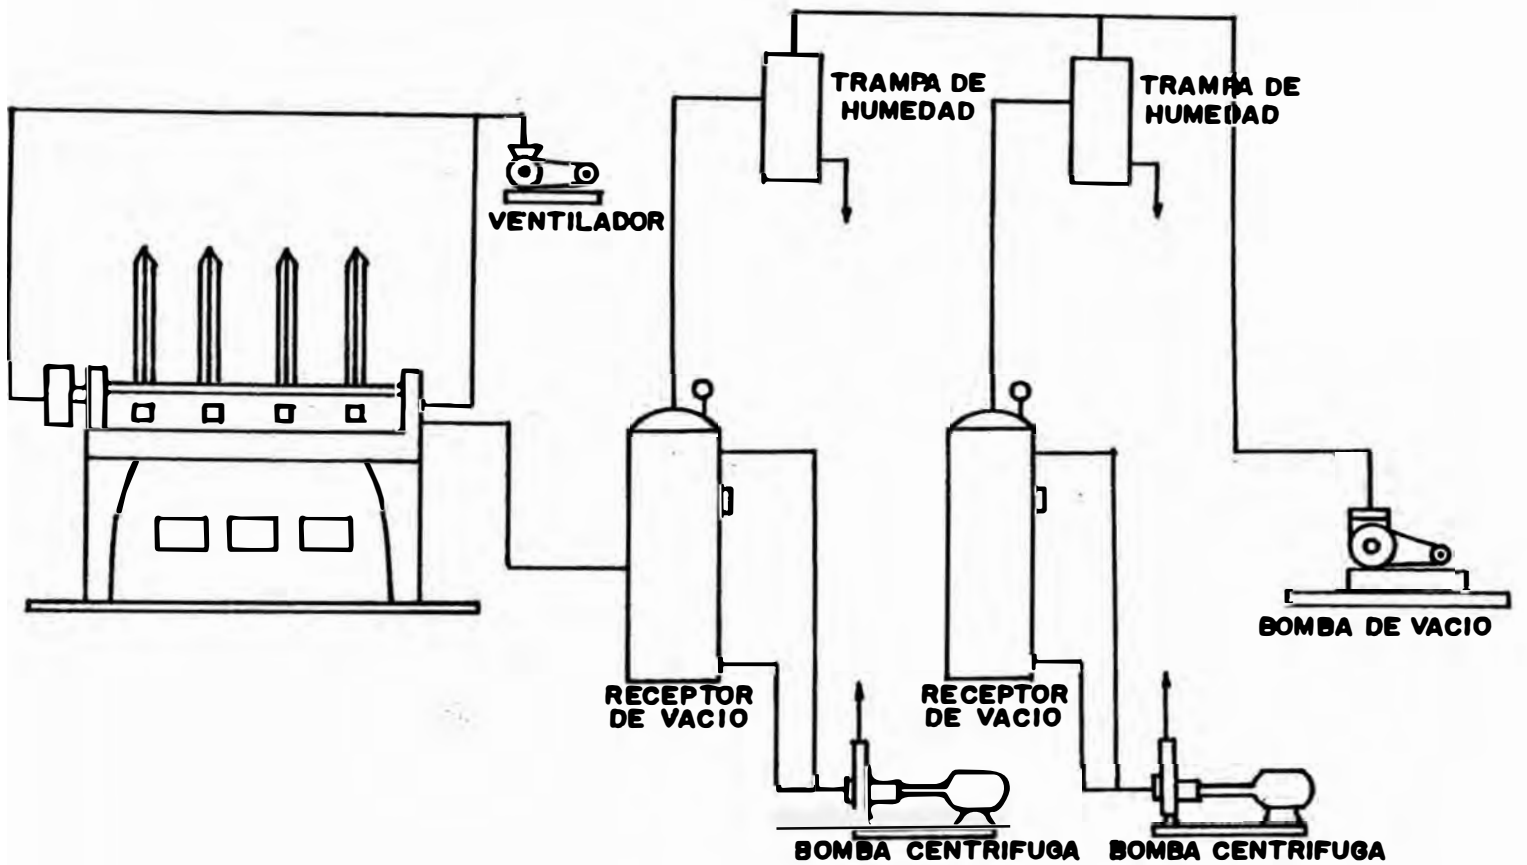 TRAMPA DE
HUMEDAD
TRAMPA DE
HUMEDAD
VENTILADOR
BOMBA DE VACIO
RECEPTOR
DE VACIO
RECEPTOR
DE VACIO
BOMBA CENTRIFUGA
BOMBA CENTRIFUGA